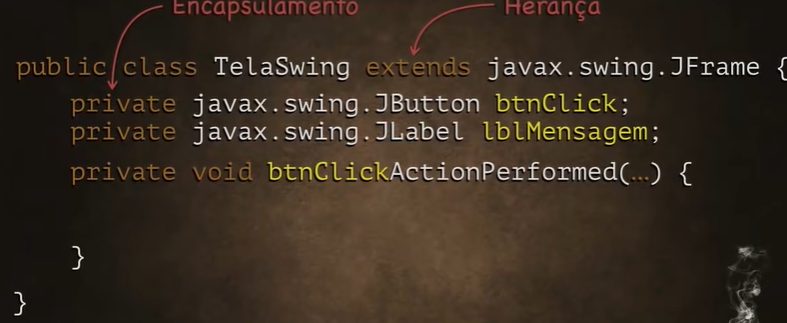 Encapsulamento Herança
public class TelaSwing extends javax.swing.JFrame {
private javax.swing.JButton btnClick;
private javax.swing.JLabel lblMensagem;
private void btnClickActionPerformed(...) {
}
}